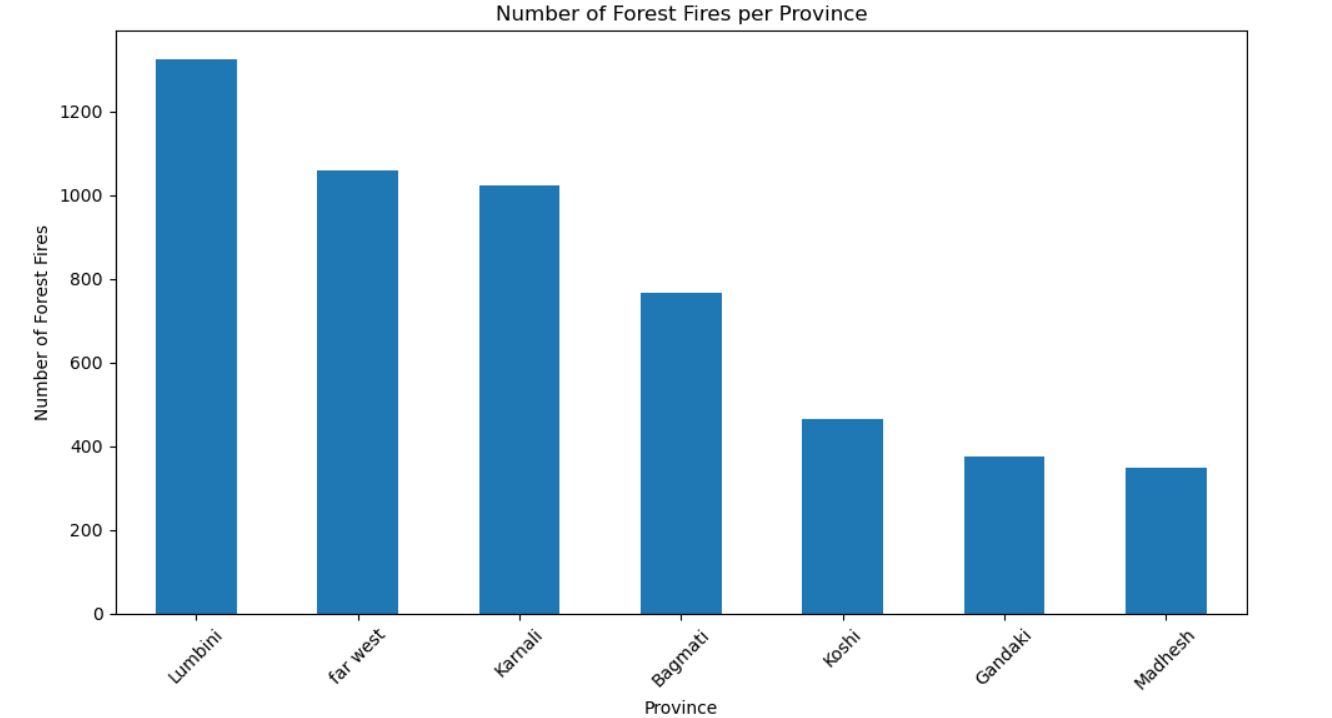 Number of Forest Fires per Province
Number of Forest Fires
1200
1000
800
600
400
200
0
Lumbini
far west
Karnali
Bagmati
Koshi
Gandaki
Madhesh
Province